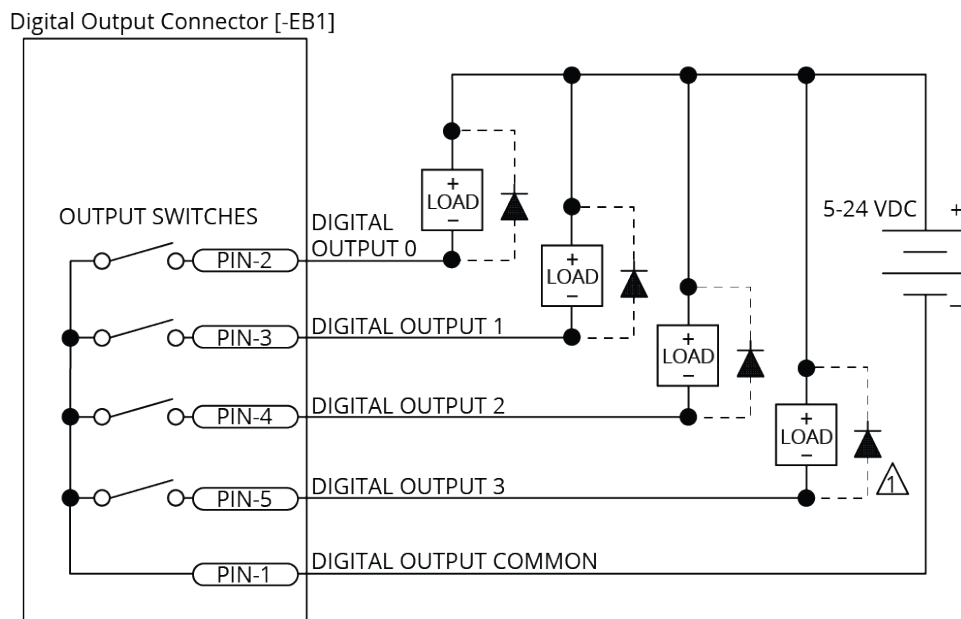 Digital Output Connector [-EB1]
OUTPUT SWITCHES
DIGITAL
OUTPUT 0
PIN-2
+
LOAD
–
5-24 VDC
+
–
DIGITAL OUTPUT 1
PIN-3
+
LOAD
–
DIGITAL OUTPUT 2
PIN-4
+
LOAD
–
DIGITAL OUTPUT 3
PIN-5
+
LOAD
–
1
DIGITAL OUTPUT COMMON
PIN-1